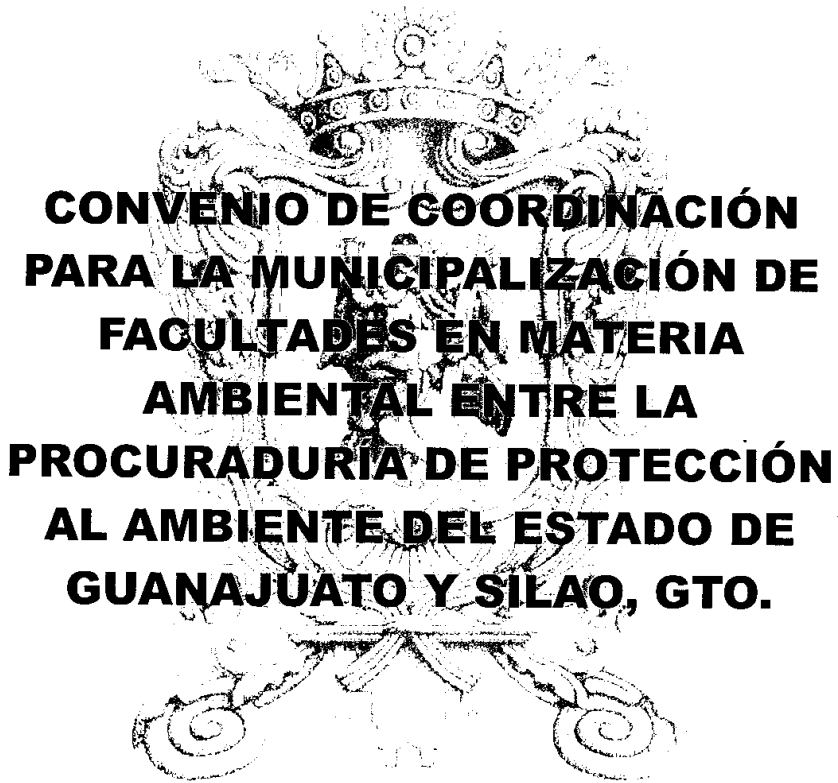 CONVENIO DE COORDINACIÓN
PARA LA MUNICIPALIZACIÓN DE
FACULTADES EN MATERIA
AMBIENTAL ENTRE LA
PROCURADURÍA DE PROTECCIÓN
AL AMBIENTE DEL ESTADO DE
GUANAJUATO Y SILAO, GTO.